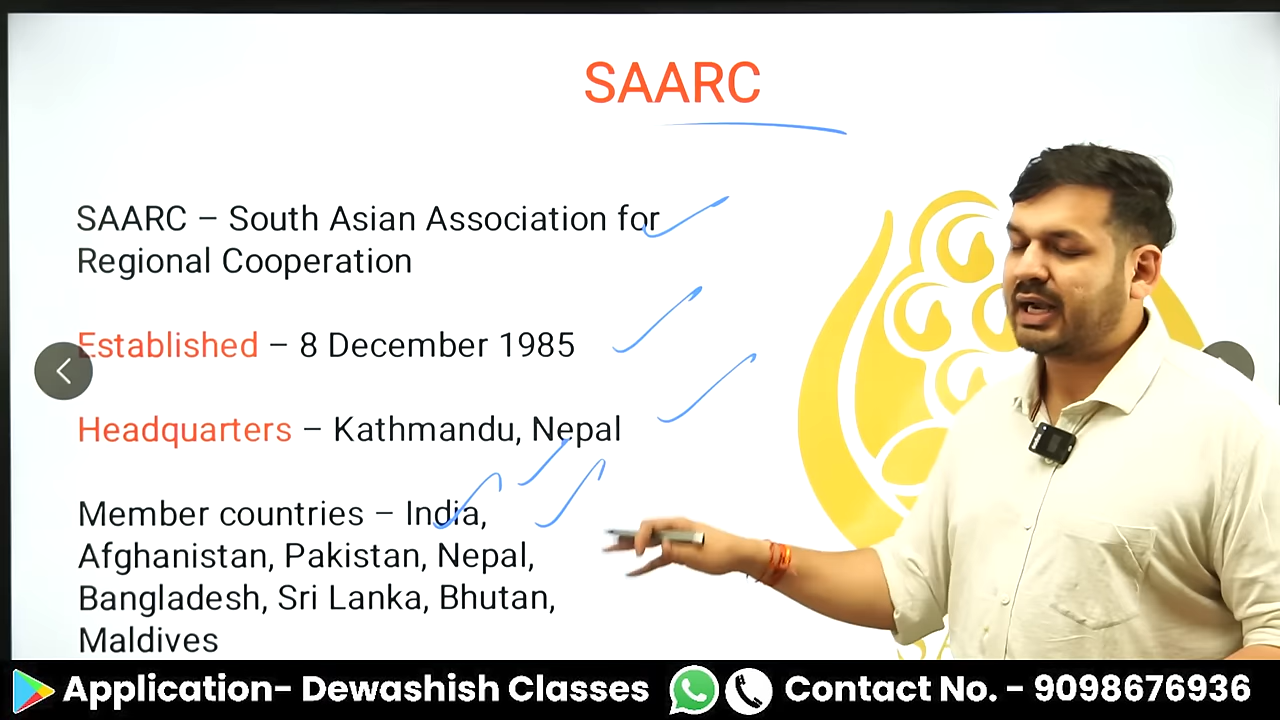 SAARC
SAARC – South Asian Association for
Regional Cooperation
Established – 8 December 1985
Headquarters – Kathmandu, Nepal
Member countries – India,
Afghanistan, Pakistan, Nepal,
Bangladesh, Sri Lanka, Bhutan,
Maldives
Application- Dewashish Classes Contact No. - 9098676936